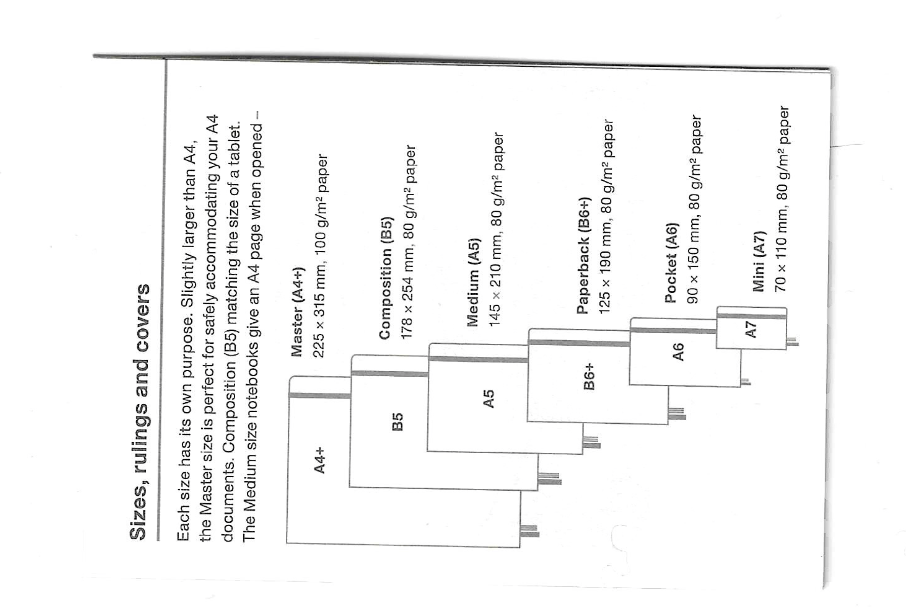 Sizes, rulings and covers
Each size has its own purpose. Slightly larger than A4,
the Master size is perfect for safely accommodating your A4
documents. Composition (B5) matching the size of a tablet.
The Medium size notebooks give an A4 page when opened –
Master (A4+)
225 × 315 mm, 100 g/m² paper
Composition (B5)
178 × 254 mm, 80 g/m² paper
Medium (A5)
145 × 210 mm, 80 g/m² paper
Paperback (B6+)
125 × 190 mm, 80 g/m² paper
Pocket (A6)
90 × 150 mm, 80 g/m² paper
Mini (A7)
70 × 110 mm, 80 g/m² paper
A4+
B5
A5
B6+
A6
A7